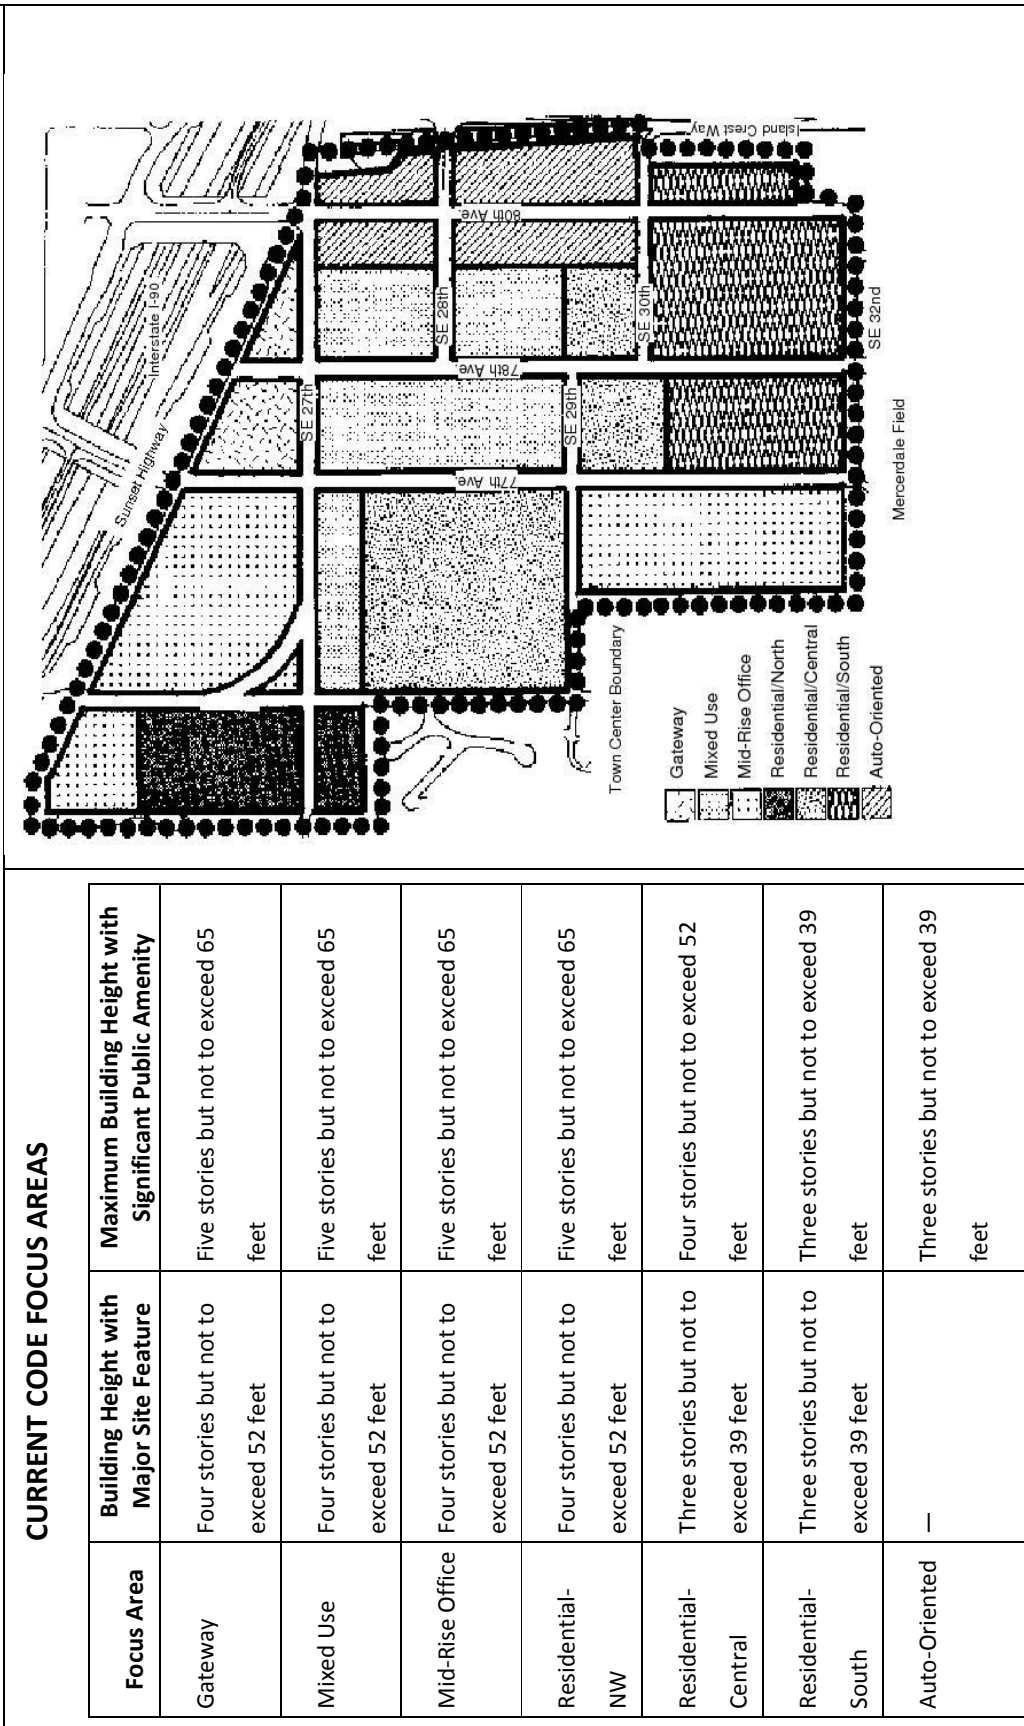 CURRENT CODE FOCUS AREAS
Focus Area
Building Height with
Major Site Feature
Maximum Building Height with
Significant Public Amenity
Gateway
Four stories but not to
exceed 52 feet
Five stories but not to exceed 65
feet
Mixed Use
Four stories but not to
exceed 52 feet
Five stories but not to exceed 65
feet
Mid-Rise Office
Four stories but not to
exceed 52 feet
Five stories but not to exceed 65
feet
Residential-
NW
Four stories but not to
exceed 52 feet
Five stories but not to exceed 65
feet
Residential-
Central
Three stories but not to
exceed 39 feet
Four stories but not to exceed 52
feet
Residential-
South
Three stories but not to
exceed 39 feet
Three stories but not to exceed 39
feet
Auto-Oriented
—
Three stories but not to exceed 39
feet
Interstate I-90
Sunset Highway
SE 27th
SE 28th
SE 29th
SE 30th
SE 32nd
77th Ave.
78th Ave.
80th Ave.
Island Crest Way
Mercerdale Field
Town Center Boundary
Gateway
Mixed Use
Mid-Rise Office
Residential/North
Residential/Central
Residential/South
Auto-Oriented